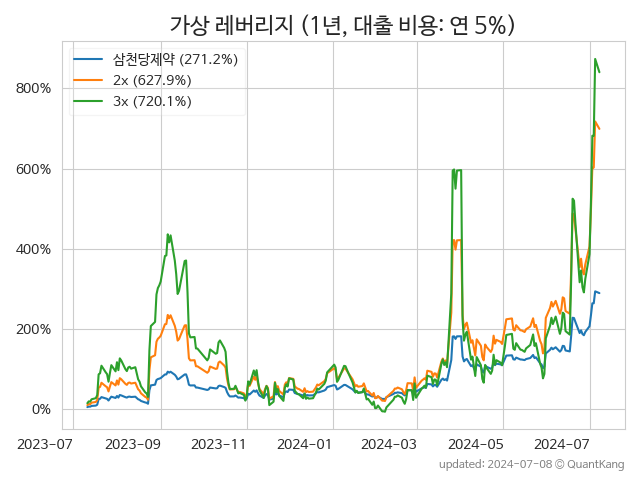 가상 레버리지 (1년, 대출 비용: 연 5%)
삼천당제약 (271.2%)
2x (627.9%)
3x (720.1%)
800%
600%
400%
200%
0%
2023-07 2023-09 2023-11 2024-01 2024-03 2024-05 2024-07
updated: 2024-07-08 @ QuantKang